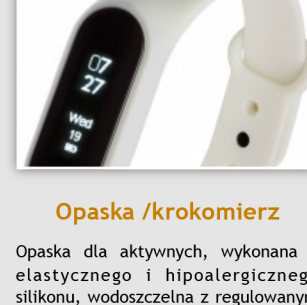 07
27
Wed
19
Opaska /krokomierz
Opaska dla aktywnych, wykonana
elastycznego i hipoalergiczneg
silikonu, wodoszczelna z regulowany